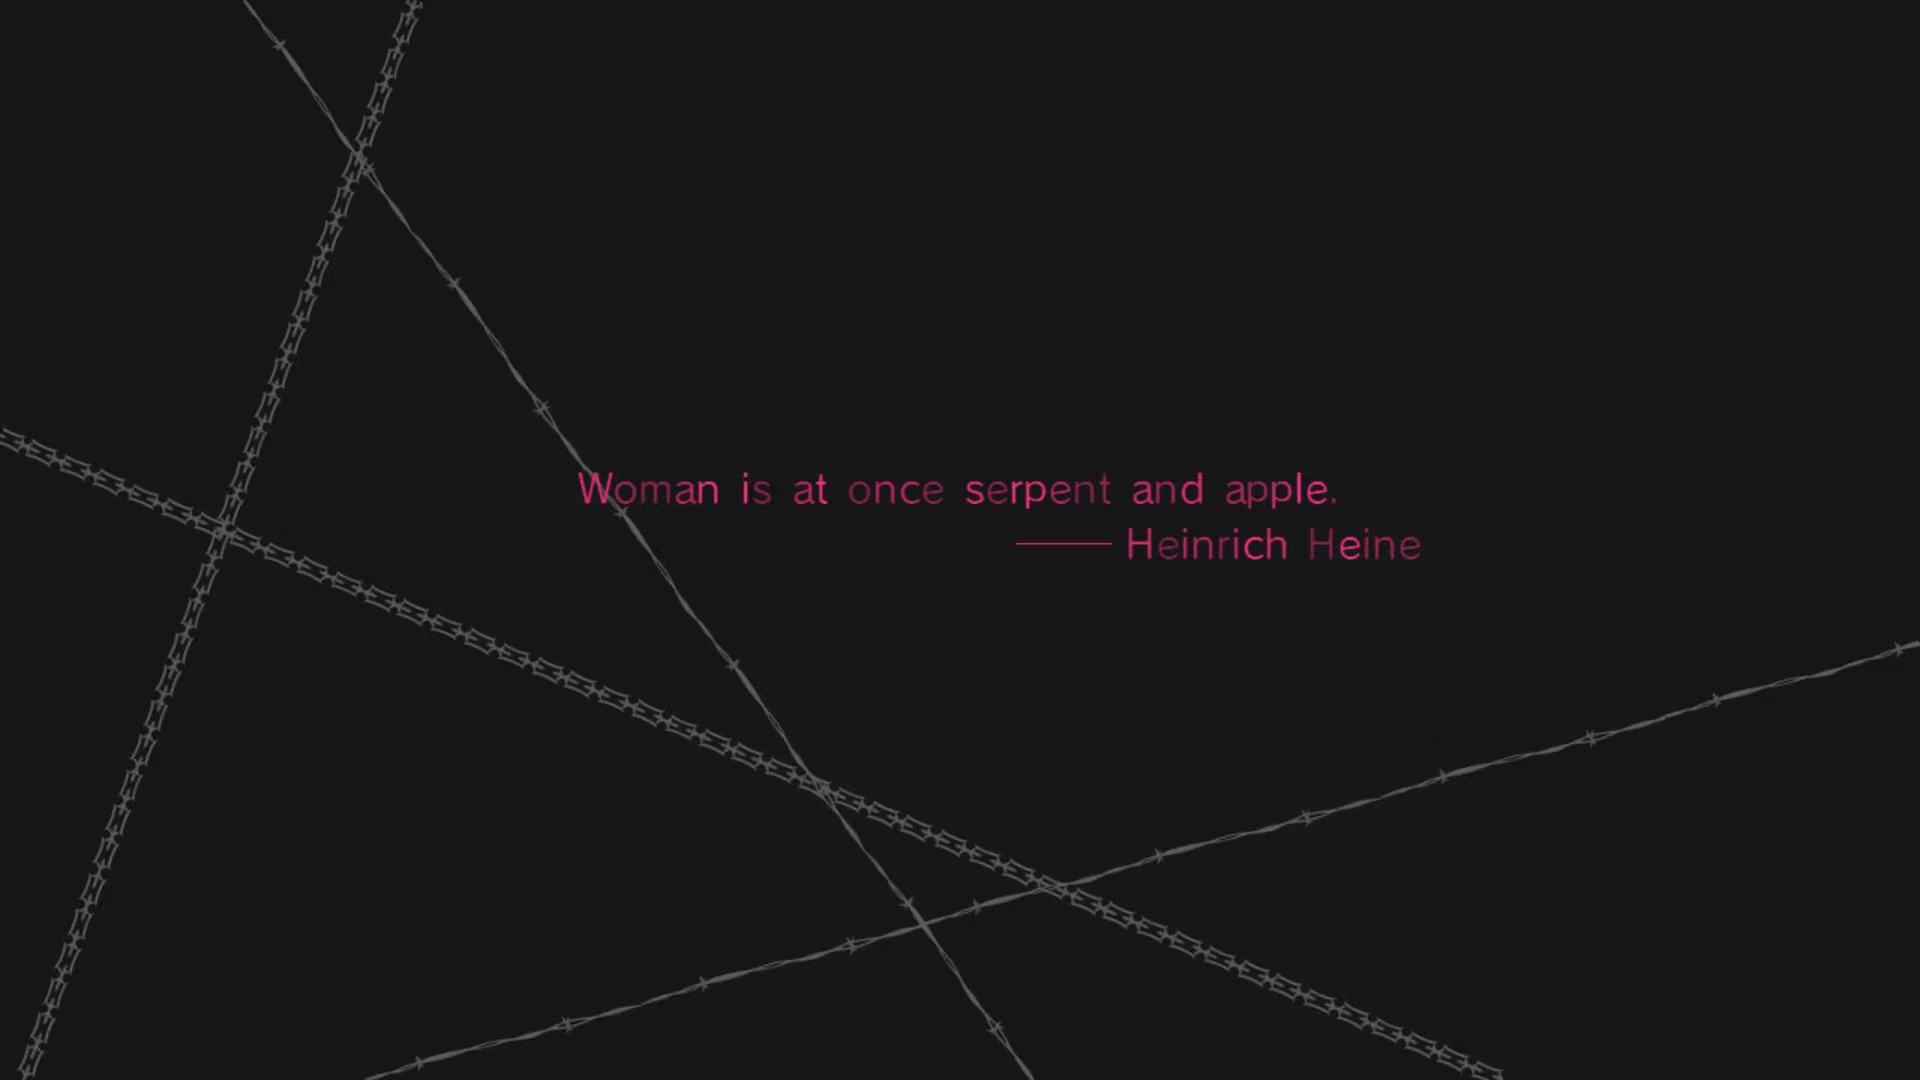 Woman is at once serpent and apple.
—— Heinrich Heine